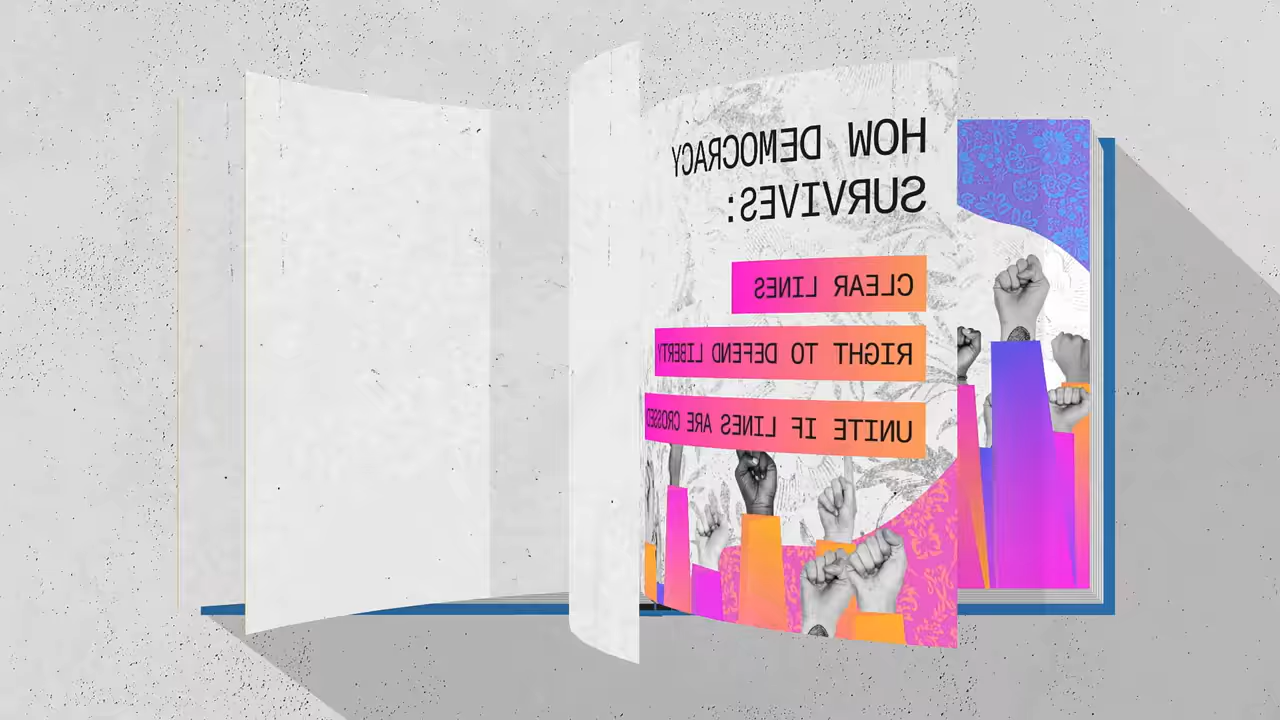 HOW DEMOCRACY
SURVIVES:
CLEAR LINES
RIGHT TO DEFEND LIBERTY
UNITE IF LINES ARE CROSSED